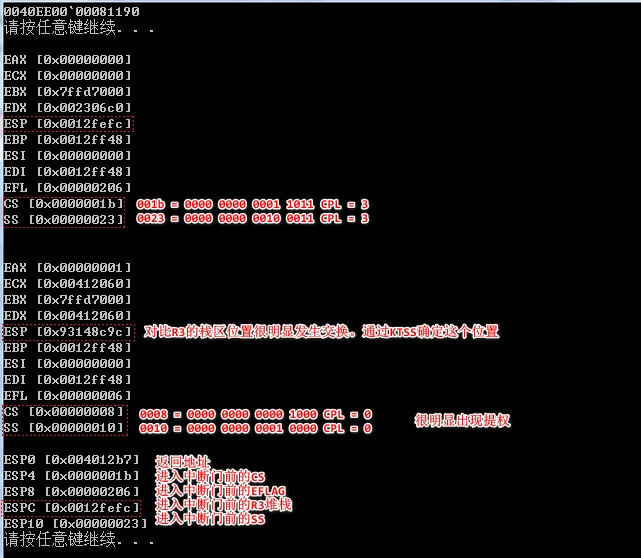 0040EE00`00081190
请按任意键继续. . .
EAX [0x00000000]
ECX [0x00000000]
EBX [0x7ffd7000]
EDX [0x002306c0]
ESP [0x0012fefc]
EBP [0x0012ff48]
ESI [0x00000000]
EDI [0x0012ff48]
EFL [0x00000206]
CS [0x0000001b] 001b = 0000 0000 0001 1011 CPL = 3
SS [0x00000023] 0023 = 0000 0000 0010 0011 CPL = 3
EAX [0x00000001]
ECX [0x00412060]
EBX [0x7ffd7000]
EDX [0x00412060]
ESP [0x93148c9c] 对比R3的栈区位置很明显发生交换。通过KTSS确定这个位置
EBP [0x0012ff48]
ESI [0x00000000]
EDI [0x0012ff48]
EFL [0x00000006]
CS [0x00000008] 0008 = 0000 0000 0000 1000 CPL = 0 很明显出现提权
SS [0x00000010] 0010 = 0000 0000 0001 0000 CPL = 0
ESP0 [0x004012b7] 返回地址
ESP4 [0x0000001b] 进入中断门前的CS
ESP8 [0x00000206] 进入中断门前的EFLAG
ESPC [0x0012fefc] 进入中断门前的R3堆栈
ESP10 [0x00000023] 进入中断门前的SS
请按任意键继续. . .